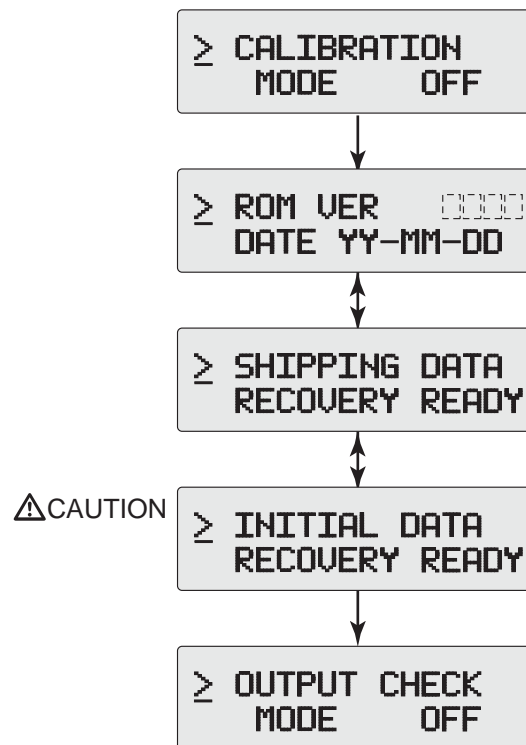 > CALIBRATION
MODE OFF
> ROM VER
DATE YY-MM-DD
> SHIPPING DATA
RECOVERY READY
⚠CAUTION
> INITIAL DATA
RECOVERY READY
> OUTPUT CHECK
MODE OFF